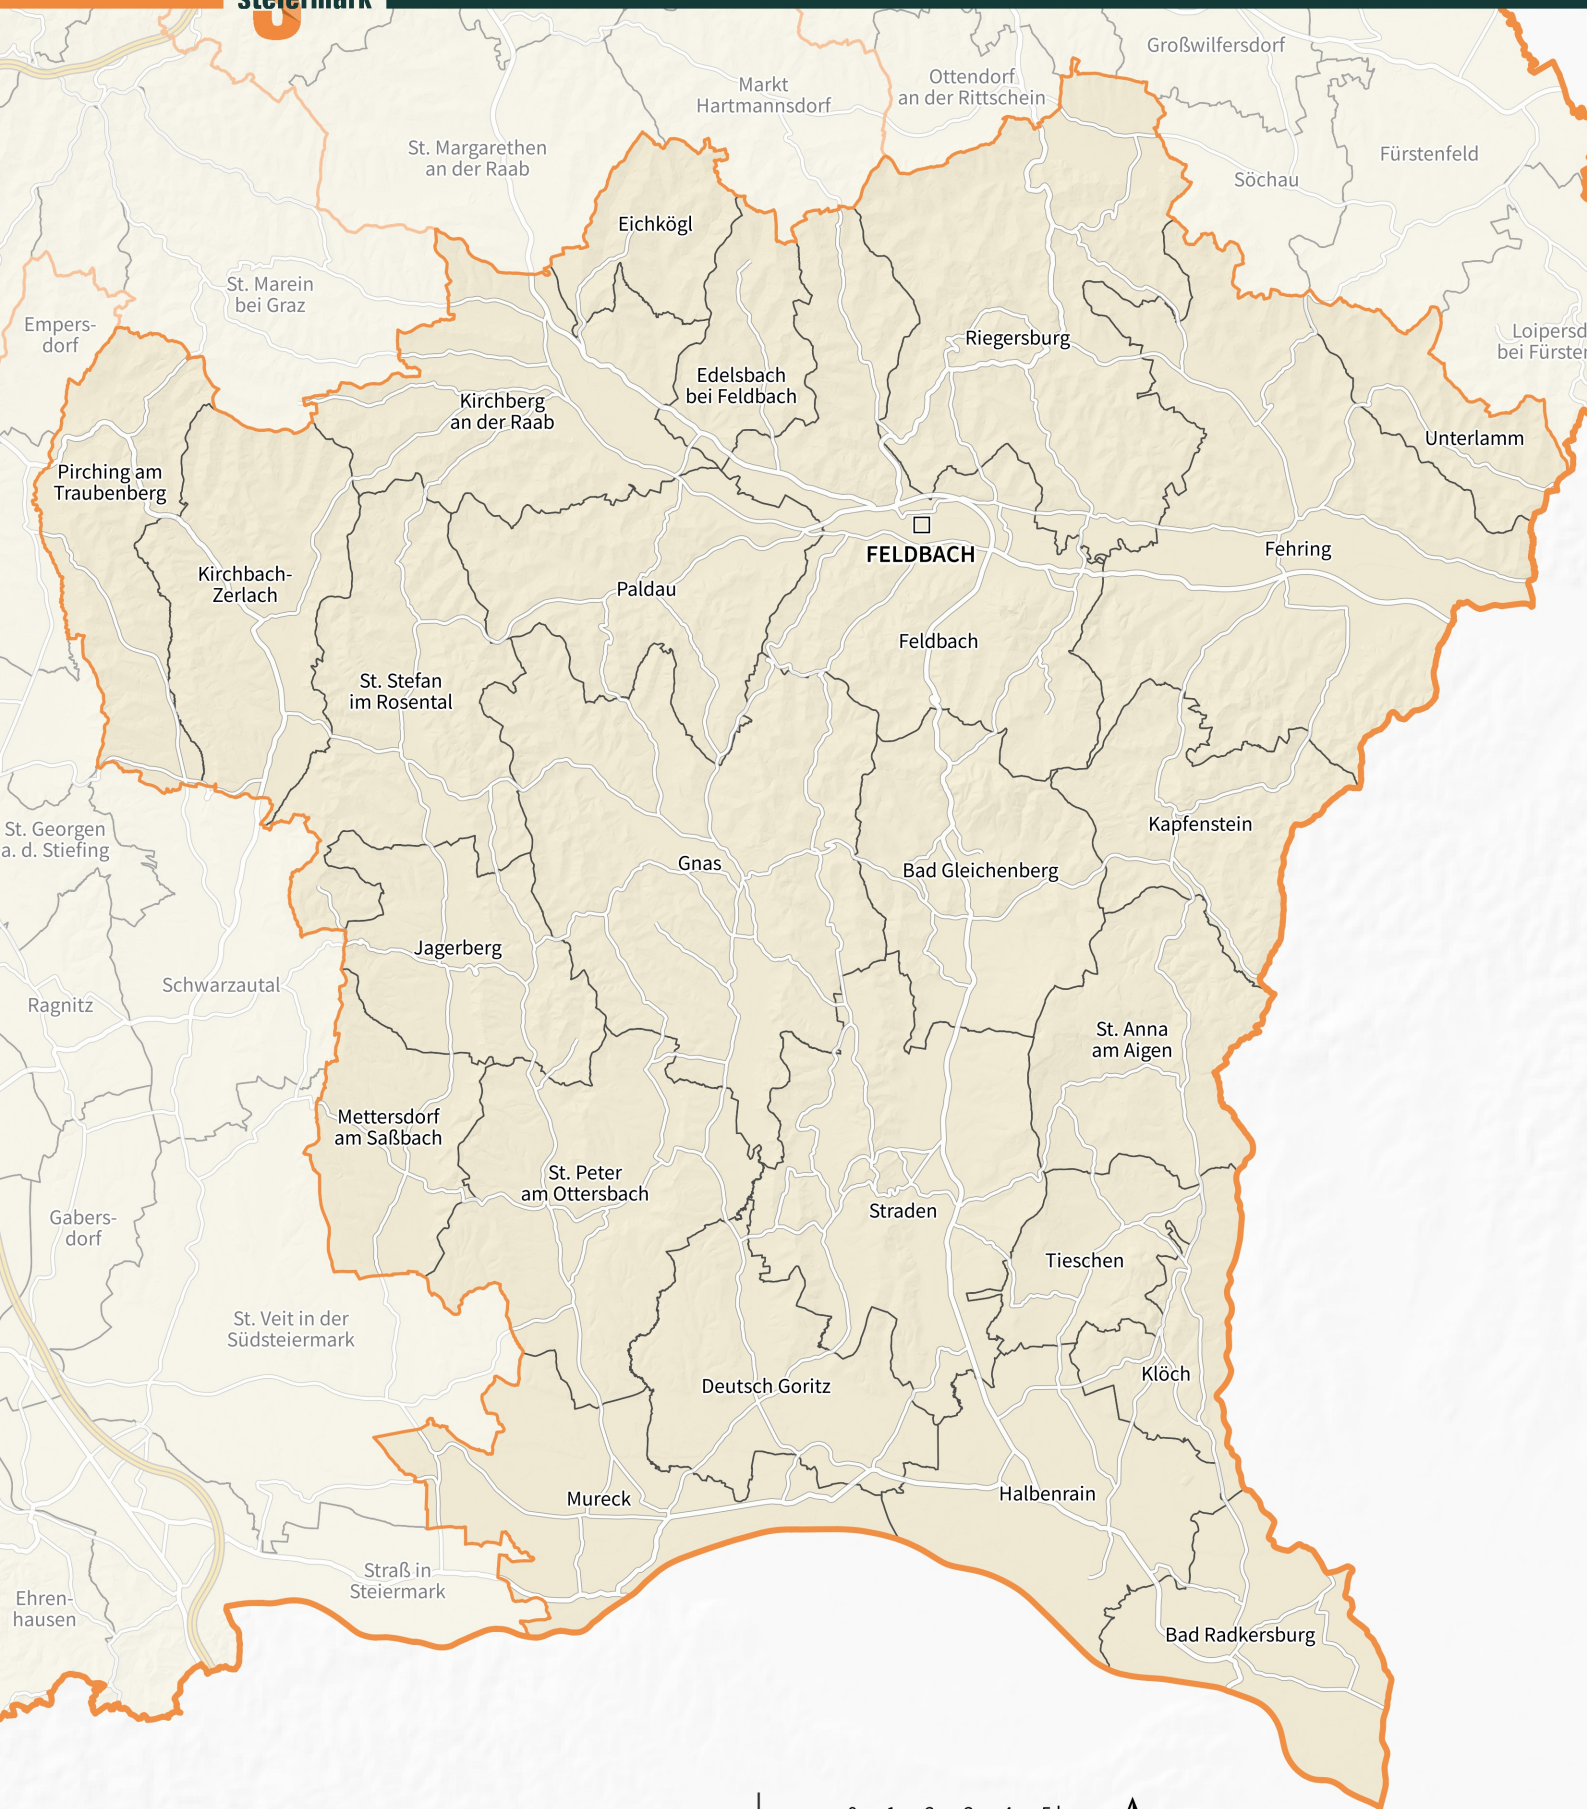 Steiermark
Großwilfersdorf
Markt
Hartmannsdorf
Ottendorf
an der Rittschein
St. Margarethen
an der Raab
Fürstenfeld
Söchau
Eichkögl
St. Marein
bei Graz
Empers-
dorf
Riegersburg
Loipersd
bei Fürster
Edelsbach
bei Feldbach
Kirchberg
an der Raab
Unterlamm
Pirching am
Traubenberg
FELDBACH
Fehring
Kirchbach-
Zerlach
Paldau
Feldbach
St. Stefan
im Rosental
Kapfenstein
St. Georgen
a. d. Stiefing
Gnas
Bad Gleichenberg
Jagerberg
Schwarzautal
Ragnitz
St. Anna
am Aigen
Mettersdorf
am Saßbach
St. Peter
am Ottersbach
Straden
Gabers-
dorf
Tieschen
St. Veit in der
Südsteiermark
Klöch
Deutsch Goritz
Mureck
Halbenrain
Straß in
Steiermark
Ehren-
hausen
Bad Radkersburg